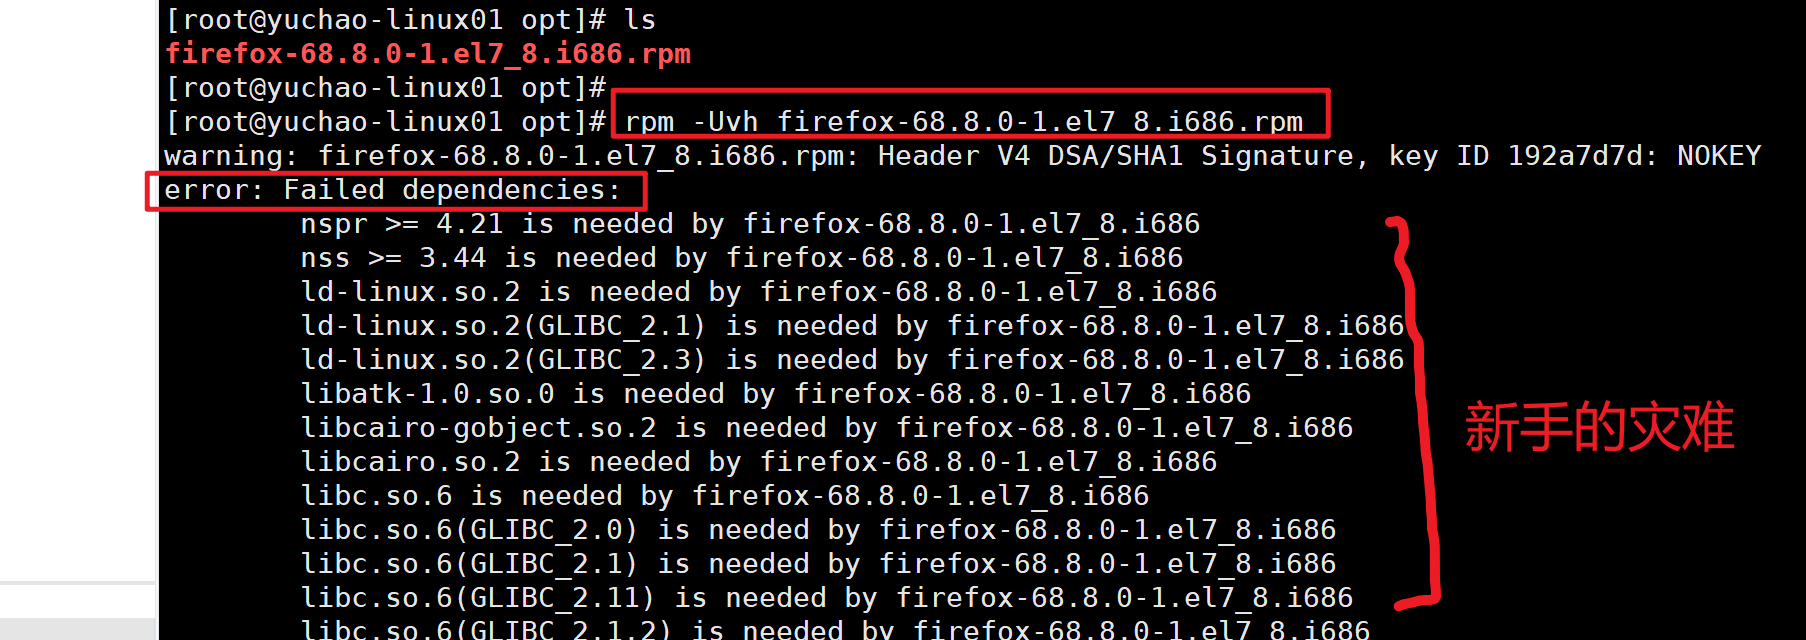 [root@yuchao-linux01 opt]# ls
firefox-68.8.0-1.el7_8.i686.rpm
[root@yuchao-linux01 opt]#
[root@yuchao-linux01 opt]# rpm -Uvh firefox-68.8.0-1.el7_8.i686.rpm
warning: firefox-68.8.0-1.el7_8.i686.rpm: Header V4 DSA/SHA1 Signature, key ID 192a7d7d: NOKEY
error: Failed dependencies:
nspr >= 4.21 is needed by firefox-68.8.0-1.el7_8.i686
nss >= 3.44 is needed by firefox-68.8.0-1.el7_8.i686
ld-linux.so.2 is needed by firefox-68.8.0-1.el7_8.i686
ld-linux.so.2(GLIBC_2.1) is needed by firefox-68.8.0-1.el7_8.i686
ld-linux.so.2(GLIBC_2.3) is needed by firefox-68.8.0-1.el7_8.i686
libatk-1.0.so.0 is needed by firefox-68.8.0-1.el7_8.i686
libcairo-gobject.so.2 is needed by firefox-68.8.0-1.el7_8.i686
libcairo.so.2 is needed by firefox-68.8.0-1.el7_8.i686
libc.so.6 is needed by firefox-68.8.0-1.el7_8.i686
libc.so.6(GLIBC_2.0) is needed by firefox-68.8.0-1.el7_8.i686
libc.so.6(GLIBC_2.1) is needed by firefox-68.8.0-1.el7_8.i686
libc.so.6(GLIBC_2.11) is needed by firefox-68.8.0-1.el7_8.i686
libc.so.6(GLIBC_2.1.2) is needed by firefox-68.8.0-1.el7_8.i686
新手的灾难